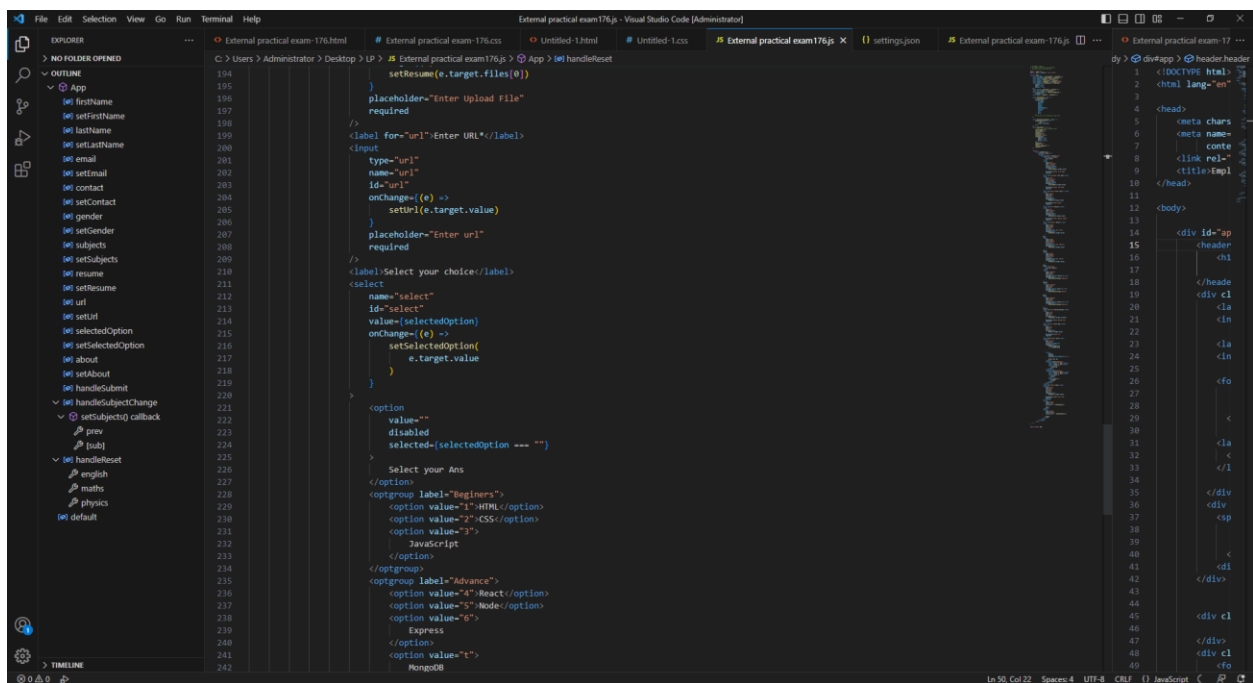 File Edit Selection View Go Run Terminal Help
External practical exam176.js - Visual Studio Code [Administrator]
EXPLORER ...
External practical exam-176.html
# External practical exam-176.css
Untitled-1.html
# Untitled-1.css
JS External practical exam176.js ×
{} settings.json
JS External practical exam-176.js ...
External practical exam-17 ...
> NO FOLDER OPENED
C: > Users > Administrator > Desktop > LP > JS External practical exam176.js > App > handleReset
dy > div#app > header.header
OUTLINE
App
firstName
setFirstName
lastName
setLastName
email
setEmail
contact
setContact
gender
setGender
subjects
setSubjects
resume
setResume
url
setUrl
selectedOption
setSelectedOption
about
setAbout
handleSubmit
handleSubjectChange
setSubjects() callback
prev
[sub]
handleReset
english
maths
physics
default
> TIMELINE
194 setResume(e.target.files[0])
195 }
196 placeholder="Enter Upload File"
197 required
198 />
199 <label for="url">Enter URL*</label>
200 <input
201 type="url"
202 name="url"
203 id="url"
204 onChange={(e) =>
205 setUrl(e.target.value)
206 }
207 placeholder="Enter url"
208 required
209 />
210 <label>Select your choice</label>
211 <select
212 name="select"
213 id="select"
214 value={selectedOption}
215 onChange={(e) =>
216 setSelectedOption(
217 e.target.value
218 )
219 }
220 >
221 <option
222 value=""
223 disabled
224 selected={selectedOption === ""}
225 >
226 Select your Ans
227 </option>
228 <optgroup label="Beginers">
229 <option value="1">HTML</option>
230 <option value="2">CSS</option>
231 <option value="3">
232 JavaScript
233 </option>
234 </optgroup>
235 <optgroup label="Advance">
236 <option value="4">React</option>
237 <option value="5">Node</option>
238 <option value="6">
239 Express
240 </option>
241 <option value="t">
242 MongoDB
1 <!DOCTYPE html>
2 <html lang="en"
3
4 <head>
5 <meta chars
6 <meta name=
7 conte
8 <link rel="
9 <title>Empl
10 </head>
11
12 <body>
13
14 <div id="ap
15 <header
16 <h1
17
18 </heade
19 <div cl
20 <la
21 <in
22
23 <la
24 <in
25
26 <fo
27
28
29 <
30
31 <la
32 <
33 </l
34
35 </div
36 <div
37 <sp
38
39
40 <
41 <di
42 </div>
43
44
45 <div cl
46
47 </div>
48 <div cl
49 <fo
0 0 Ln 50, Col 22 Spaces: 4 UTF-8 CRLF {} JavaScript